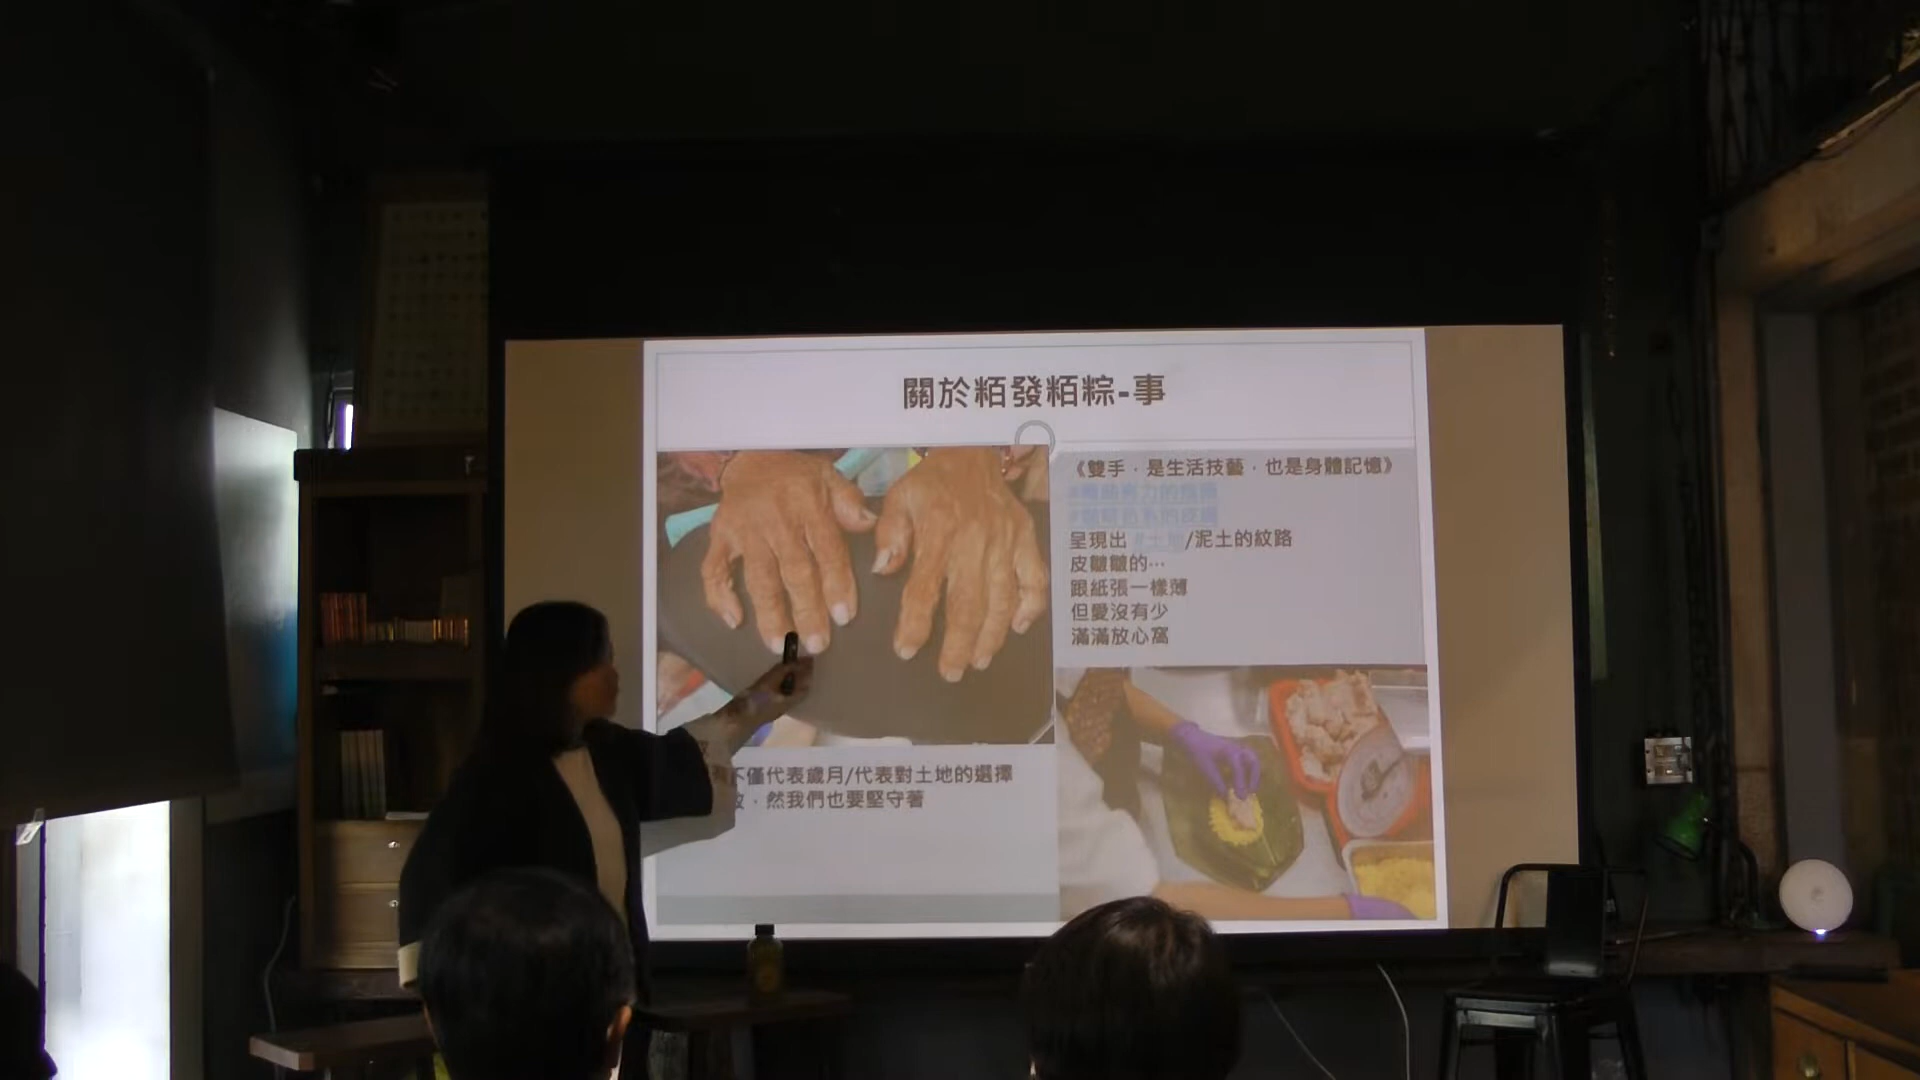 關於粨發粨粽-事
《雙手，是生活技藝，也是身體記憶》
呈現出 #土地/泥土的紋路
皮皺皺的…
跟紙張一樣薄
但愛沒有少
滿滿放心窩
不僅代表歲月/代表對土地的選擇
，然我們也要堅守著